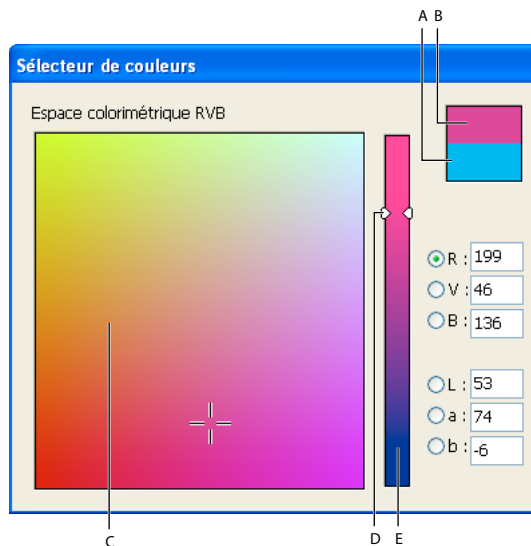 A B
Sélecteur de couleurs
Espace colorimétrique RVB
R : 199
V : 46
B : 136
L : 53
a : 74
b : -6
C
D E